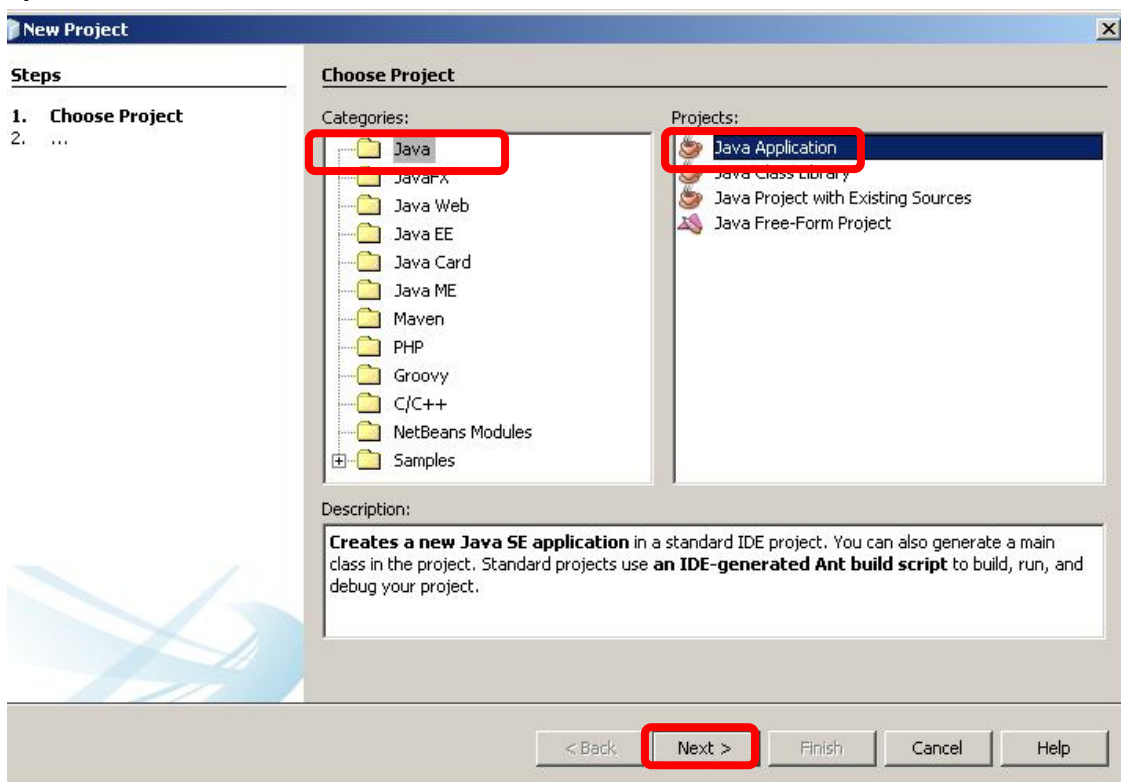 New Project
Steps
1. Choose Project
2. ...
Choose Project
Categories:
Java
JavaFX
Java Web
Java EE
Java Card
Java ME
Maven
PHP
Groovy
C/C++
NetBeans Modules
Samples
Projects:
Java Application
Java Class Library
Java Project with Existing Sources
Java Free-Form Project
Description:
Creates a new Java SE application in a standard IDE project. You can also generate a main
class in the project. Standard projects use an IDE-generated Ant build script to build, run, and
debug your project.
< Back
Next >
Finish
Cancel
Help